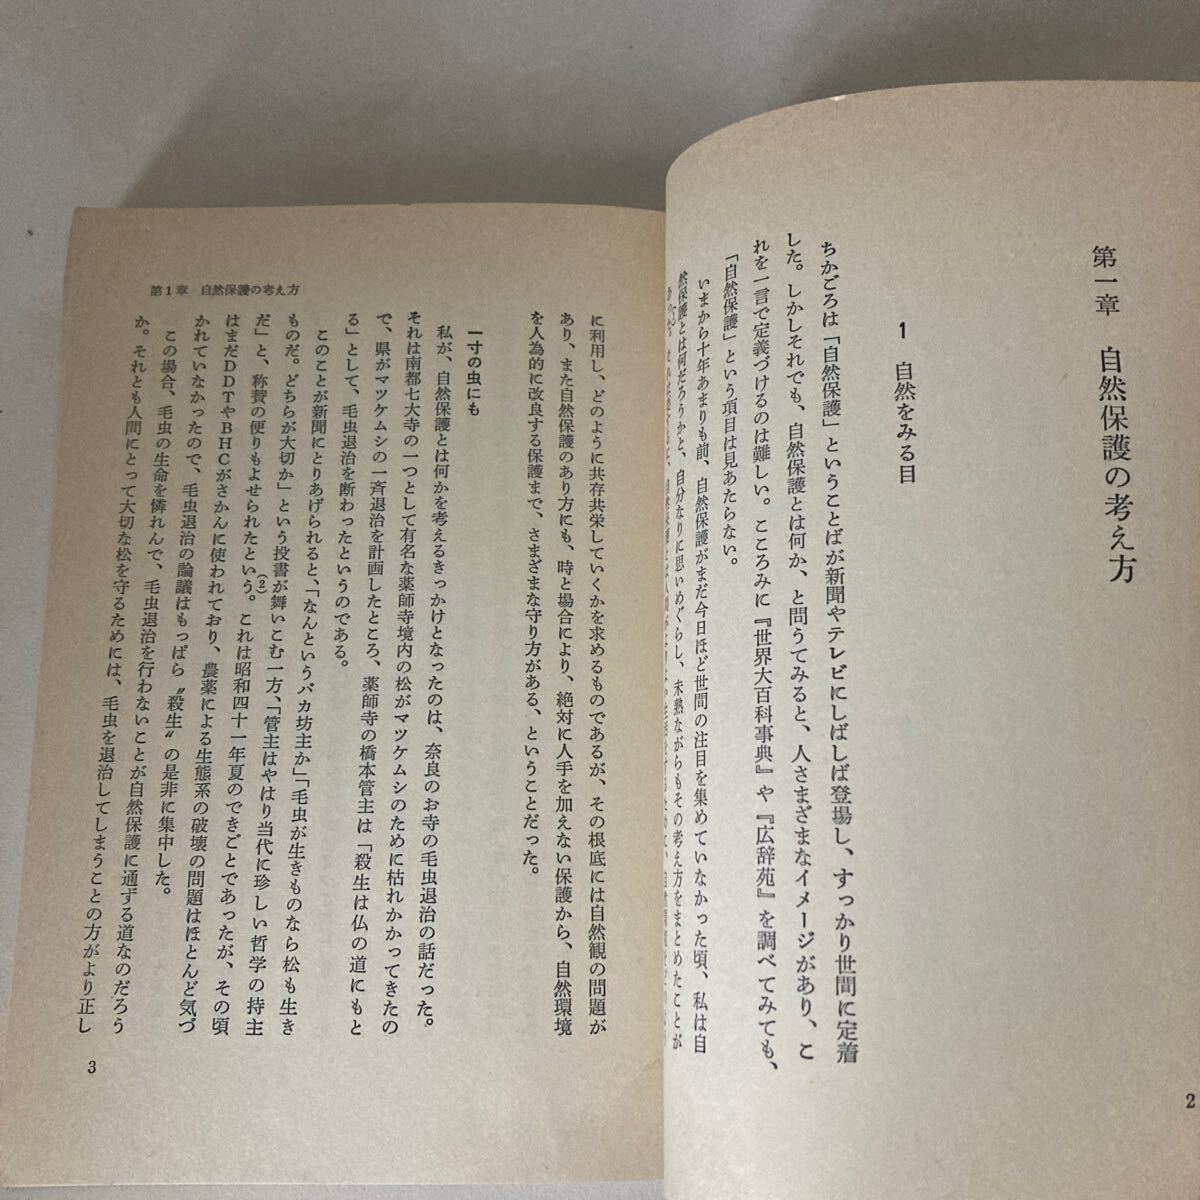 第一章　自然保護の考え方
1　自然をみる目
ちかごろは「自然保護」ということばが新聞やテレビにしばしば登場し、すっかり世間に定着
した。しかしそれでも、自然保護とは何か、と問うてみると、人さまざまなイメージがあり、こ
れを一言で定義づけるのは難しい。こころみに『世界大百科事典』や『広辞苑』を調べてみても、
「自然保護」という項目は見あたらない。
いまから十年あまりも前、自然保護がまだ今日ほど世間の注目を集めていなかった頃、私は自
然保護とは何だろうかと、自分なりに思いめぐらし、未熟ながらもその考え方をまとめたことが
2
第1章　自然保護の考え方
に利用し、どのように共存共栄していくかを求めるものであるが、その根底には自然観の問題が
あり、また自然保護のあり方にも、時と場合により、絶対に人手を加えない保護から、自然環境
を人為的に改良する保護まで、さまざまな守り方がある、ということだった。
一寸の虫にも
私が、自然保護とは何かを考えるきっかけとなったのは、奈良のお寺の毛虫退治の話だった。
それは南都七大寺の一つとして有名な薬師寺境内の松がマツケムシのために枯れかかってきたの
で、県がマツケムシの一斉退治を計画したところ、薬師寺の橋本管主は「殺生は仏の道にもと
る」として、毛虫退治を断わったというのである。
このことが新聞にとりあげられると、「なんというバカ坊主か」「毛虫が生きものなら松も生き
ものだ。どちらが大切か」という投書が舞いこむ一方、「管主はやはり当代に珍しい哲学の持主
だ」と、称賛の便りもよせられたという。(2)これは昭和四十一年夏のできごとであったが、その頃
はまだDDTやBHCがさかんに使われており、農薬による生態系の破壊の問題はほとんど気づ
かれていなかったので、毛虫退治の論議はもっぱら〝殺生〟の是非に集中した。
この場合、毛虫の生命を憐れんで、毛虫退治を行わないことが自然保護に通ずる道なのだろう
か。それとも人間にとって大切な松を守るためには、毛虫を退治してしまうことの方がより正し
3